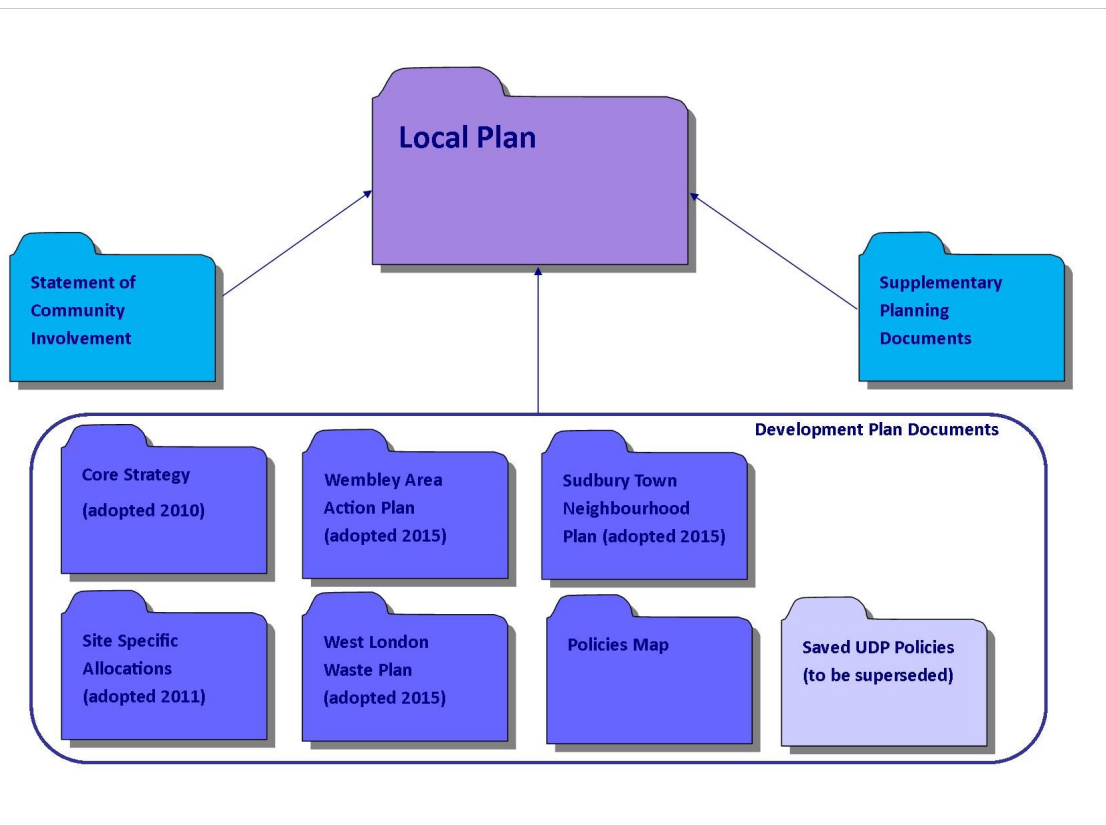 Local Plan
Statement of
Community
Involvement
Supplementary
Planning
Documents
Development Plan Documents
Core Strategy
(adopted 2010)
Wembley Area
Action Plan
(adopted 2015)
Sudbury Town
Neighbourhood
Plan (adopted 2015)
Site Specific
Allocations
(adopted 2011)
West London
Waste Plan
(adopted 2015)
Policies Map
Saved UDP Policies
(to be superseded)